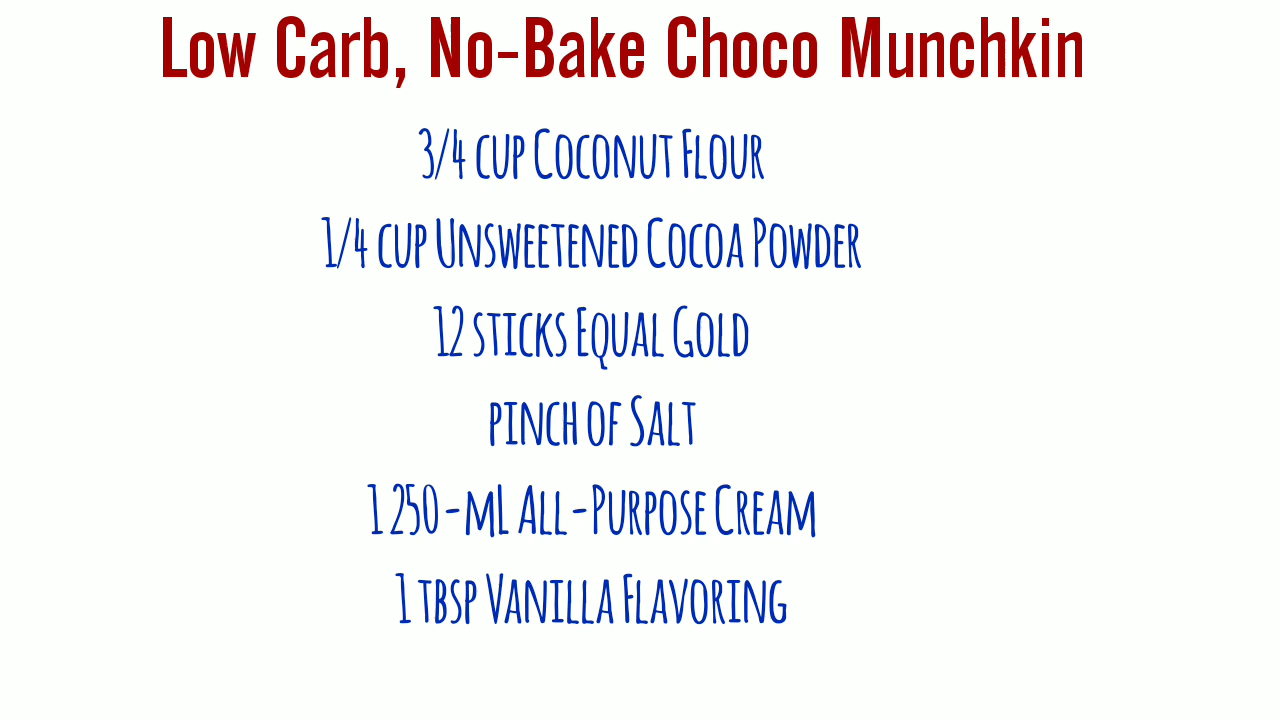 Low Carb, No-Bake Choco Munchkin
3/4 cup Coconut Flour
1/4 cup Unsweetened Cocoa Powder
12 sticks Equal Gold
pinch of Salt
1 250-mL All-Purpose Cream
1 tbsp Vanilla Flavoring